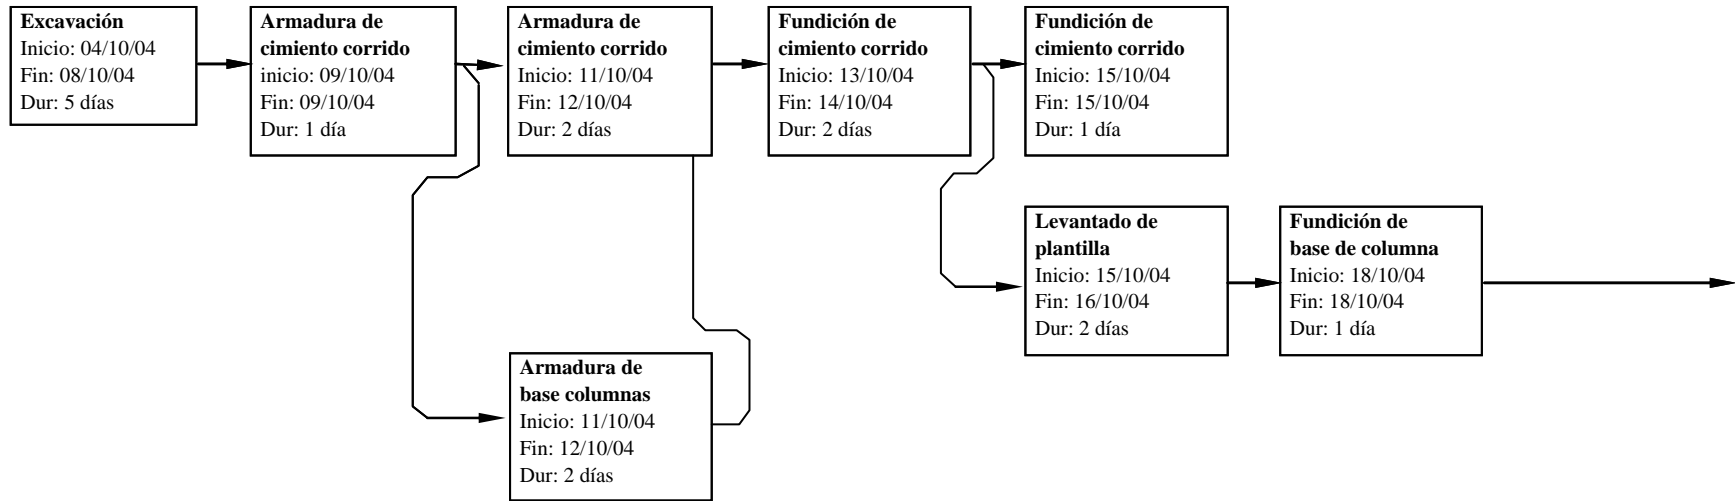 Excavación
Inicio: 04/10/04
Fin: 08/10/04
Dur: 5 días
Armadura de
cimiento corrido
inicio: 09/10/04
Fin: 09/10/04
Dur: 1 día
Armadura de
cimiento corrido
Inicio: 11/10/04
Fin: 12/10/04
Dur: 2 días
Fundición de
cimiento corrido
Inicio: 13/10/04
Fin: 14/10/04
Dur: 2 días
Fundición de
cimiento corrido
Inicio: 15/10/04
Fin: 15/10/04
Dur: 1 día
Levantado de
plantilla
Inicio: 15/10/04
Fin: 16/10/04
Dur: 2 días
Fundición de
base de columna
Inicio: 18/10/04
Fin: 18/10/04
Dur: 1 día
Armadura de
base columnas
Inicio: 11/10/04
Fin: 12/10/04
Dur: 2 días